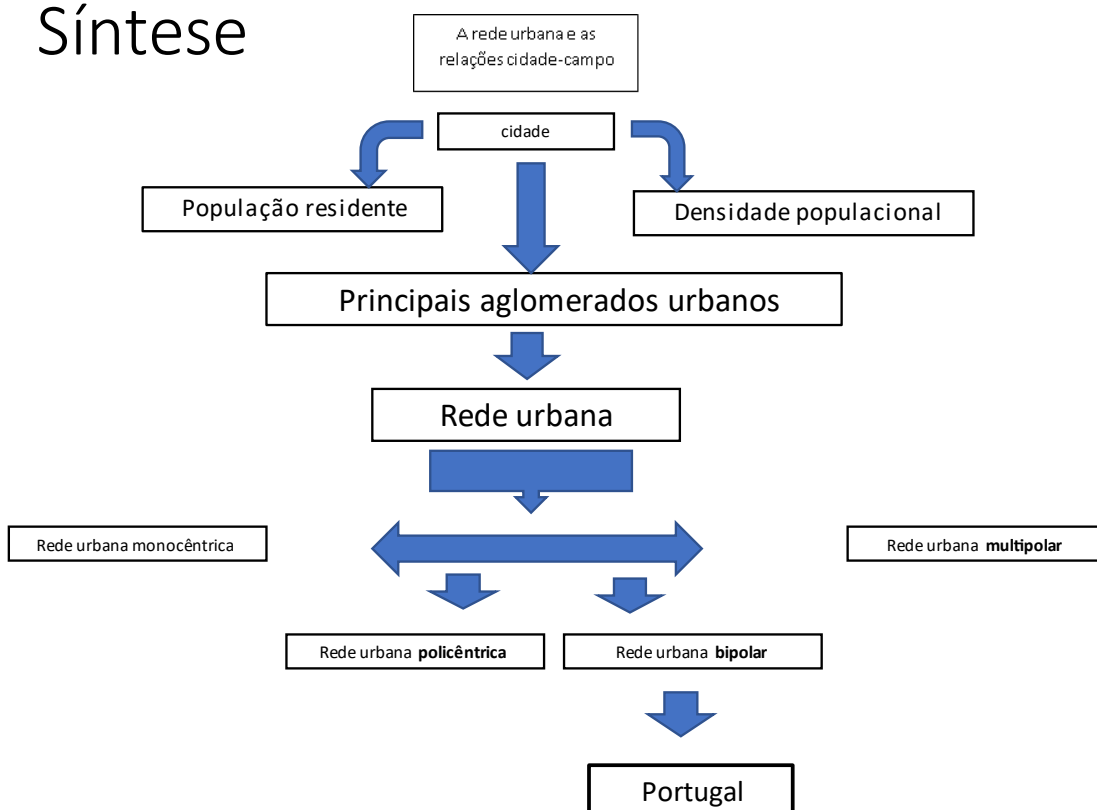 Síntese
A rede urbana e as
relações cidade-campo
cidade
População residente
Densidade populacional
Principais aglomerados urbanos
Rede urbana
Rede urbana monocêntrica
Rede urbana multipolar
Rede urbana policêntrica
Rede urbana bipolar
Portugal